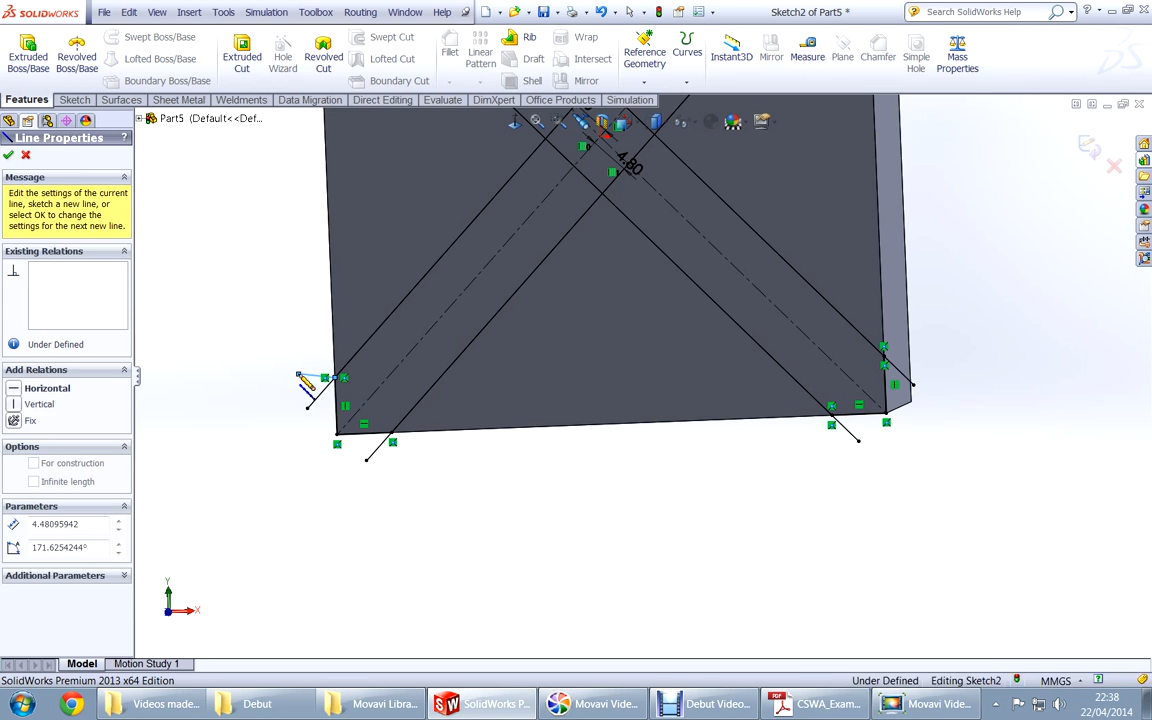 SOLIDWORKS
File Edit View Insert Tools Simulation Toolbox Routing Window Help
Sketch2 of Part5 *
Search SolidWorks Help
Extruded Boss/Base
Revolved Boss/Base
Swept Boss/Base
Lofted Boss/Base
Boundary Boss/Base
Extruded Cut
Hole Wizard
Revolved Cut
Swept Cut
Lofted Cut
Boundary Cut
Fillet
Linear Pattern
Rib
Draft
Shell
Wrap
Intersect
Mirror
Reference Geometry
Curves
Instant3D
Mirror
Measure
Plane
Chamfer
Simple Hole
Mass Properties
Features Sketch Surfaces Sheet Metal Weldments Data Migration Direct Editing Evaluate DimXpert Office Products Simulation
Part5 (Default<<Def...
Line Properties ?
Message
Edit the settings of the current
line, sketch a new line, or
select OK to change the
settings for the next new line.
Existing Relations
Under Defined
Add Relations
Horizontal
Vertical
Fix
Options
For construction
Infinite length
Parameters
4.48095942
171.6254244°
Additional Parameters
4.80
Y
X
Model Motion Study 1
SolidWorks Premium 2013 x64 Edition
Under Defined Editing Sketch2 MMGS
Videos made...
Debut
Movavi Libra...
SolidWorks P...
Movavi Vide...
Debut Video...
CSWA_Exam...
Movavi Vide...
22:38
22/04/2014